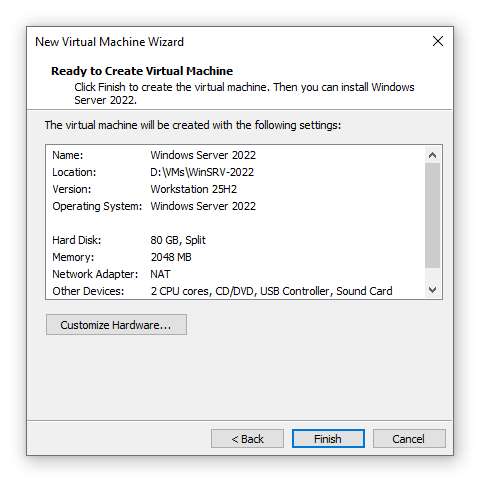 New Virtual Machine Wizard
Ready to Create Virtual Machine
Click Finish to create the virtual machine. Then you can install Windows
Server 2022.
The virtual machine will be created with the following settings:
Name: Windows Server 2022
Location: D:\VMs\WinSRV-2022
Version: Workstation 25H2
Operating System: Windows Server 2022
Hard Disk: 80 GB, Split
Memory: 2048 MB
Network Adapter: NAT
Other Devices: 2 CPU cores, CD/DVD, USB Controller, Sound Card
Customize Hardware...
< Back Finish Cancel